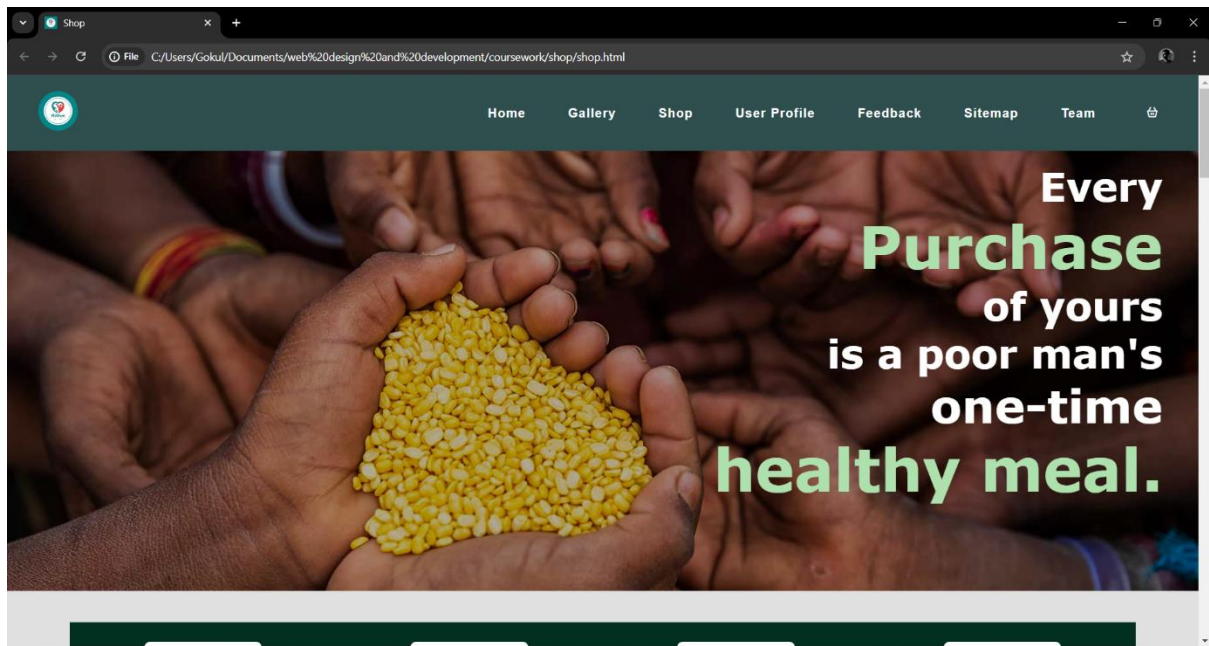 Shop
File C:/Users/Gokul/Documents/web%20design%20and%20development/coursework/shop/shop.html
Home Gallery Shop User Profile Feedback Sitemap Team
Every
Purchase
of yours
is a poor man's
one-time
healthy meal.